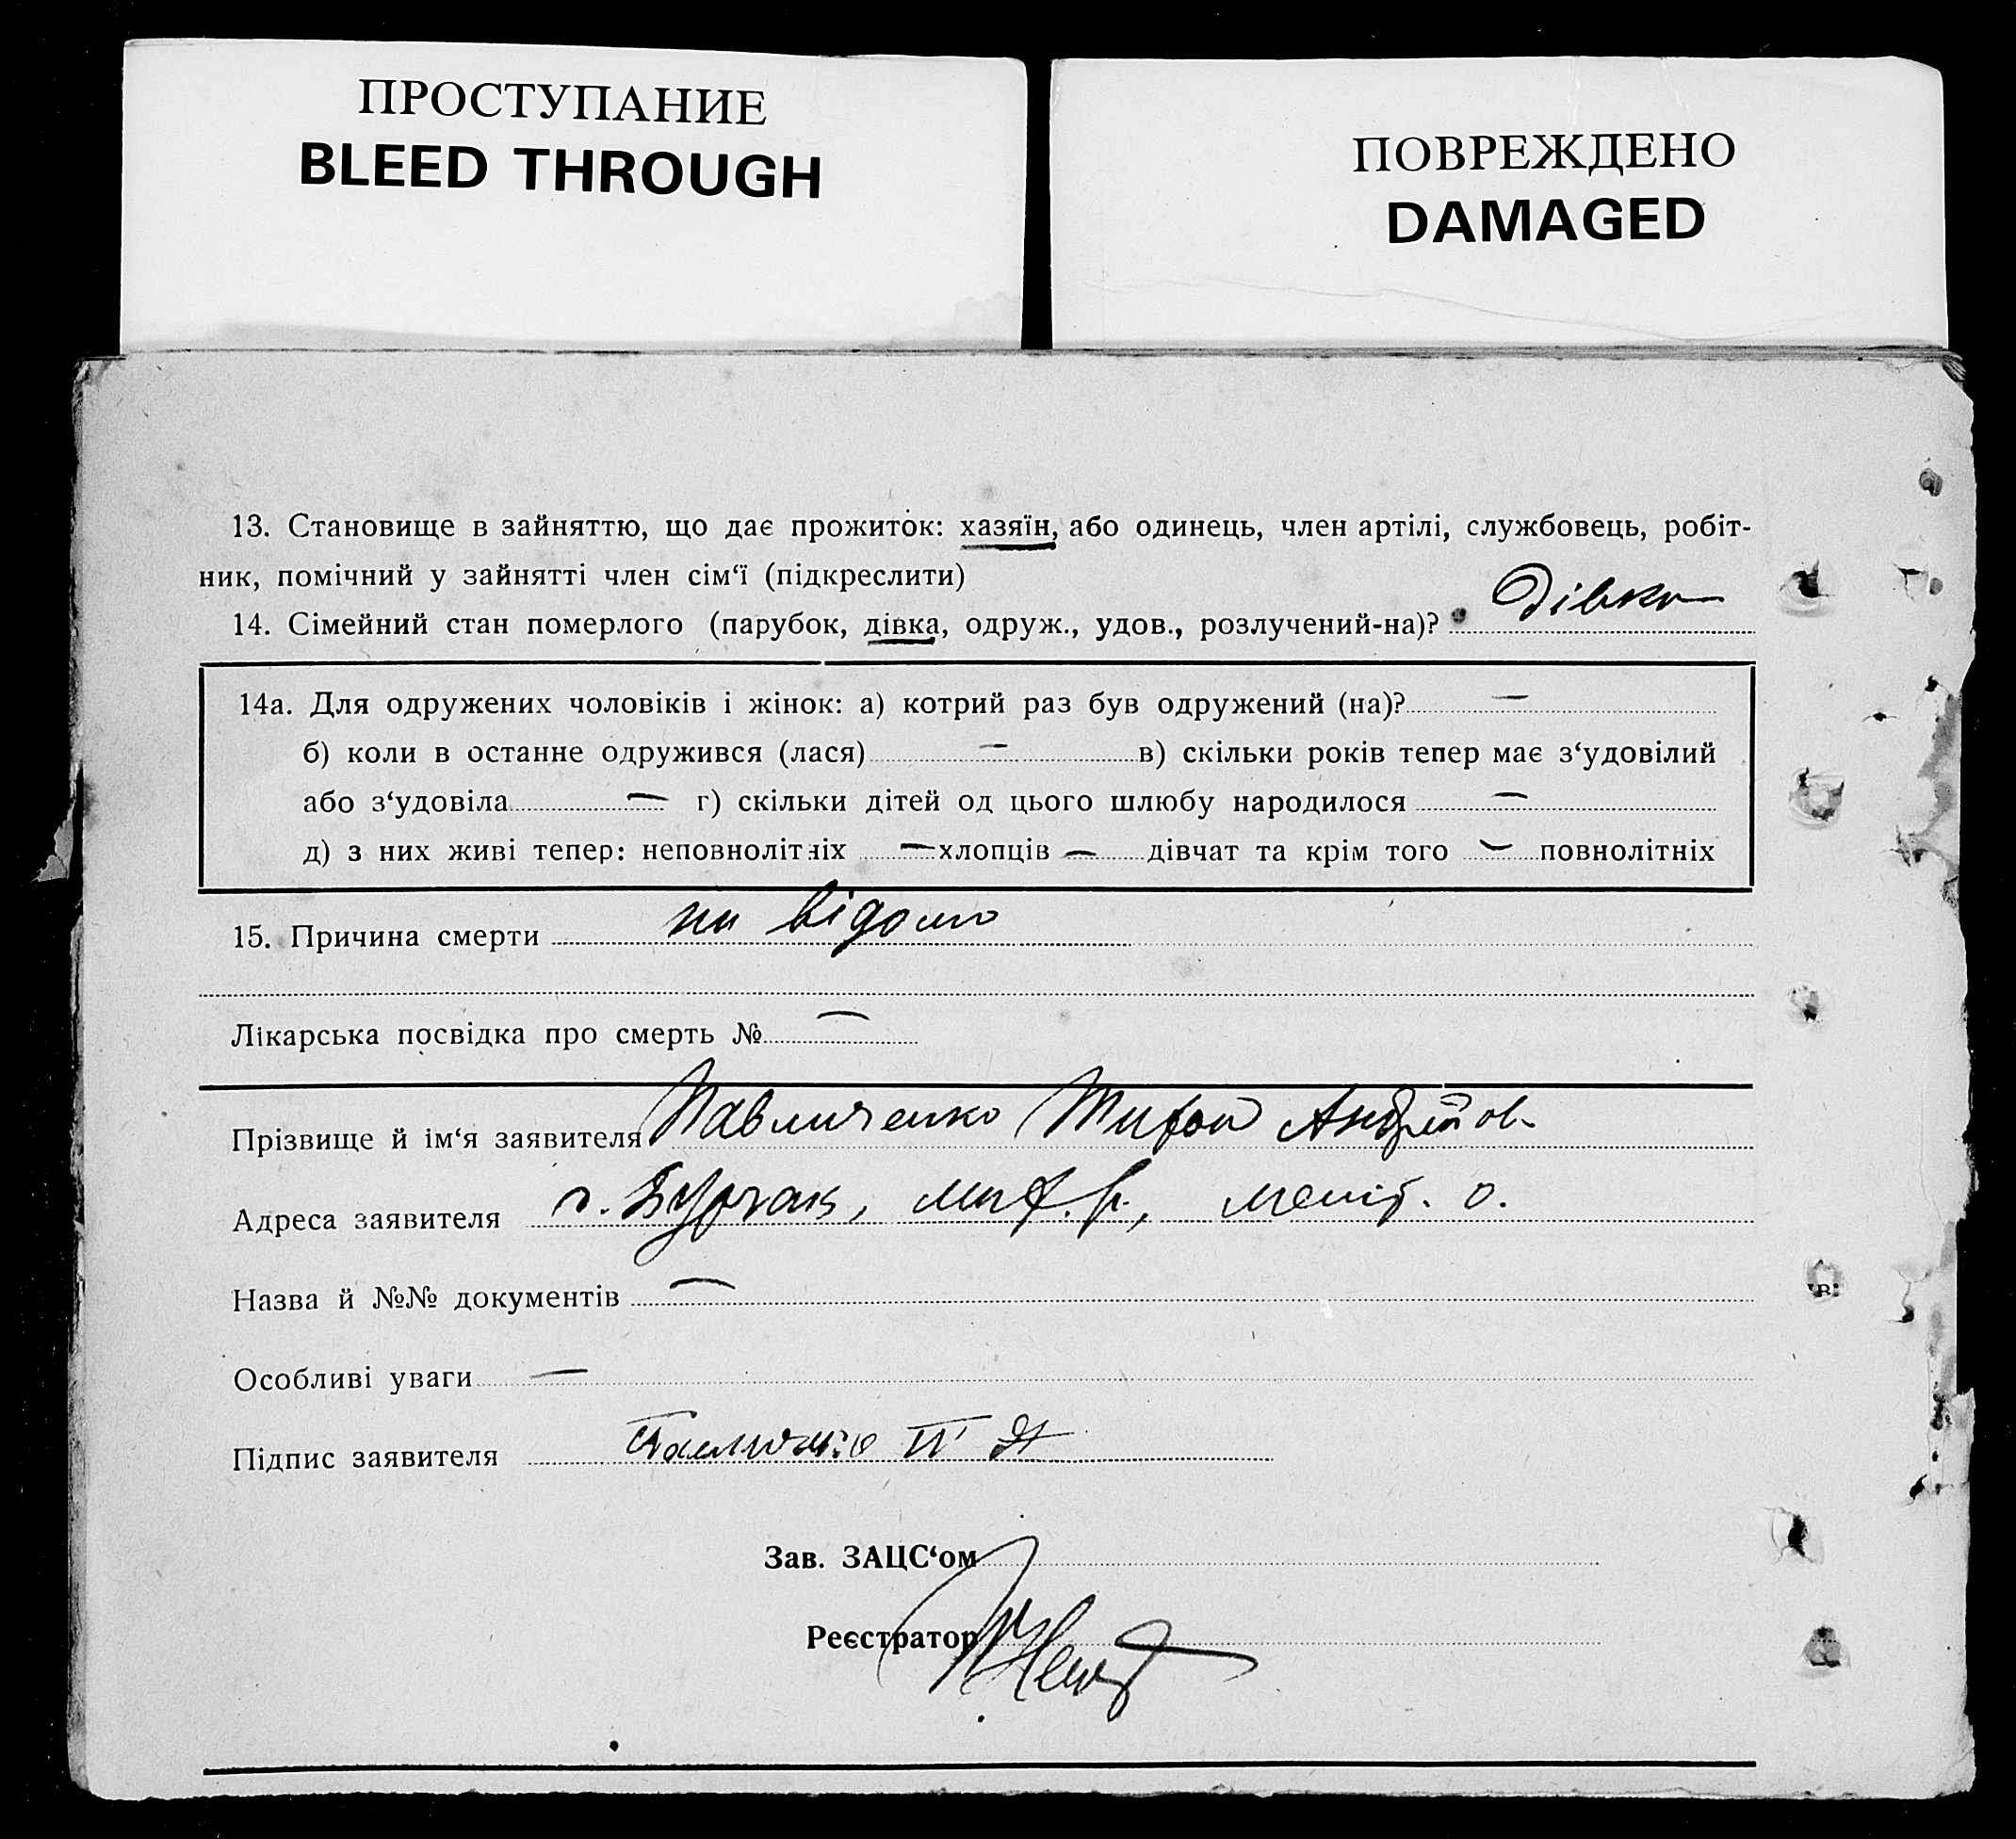 ПРОСТУПАНИЕ
BLEED THROUGH
ПОВРЕЖДЕНО
DAMAGED
13. Становище в зайняттю, що дає прожиток: хазяїн, або одинець, член артілі, службовець, робіт-
ник, помічний у зайнятті член сім‘ї (підкреслити)
14. Сімейний стан померлого (парубок, дівка, одруж., удов., розлучений-на)? Дівка
14а. Для одружених чоловіків і жінок: а) котрий раз був одружений (на)? —
б) коли в останне одружився (лася) — в) скільки років тепер має з‘удовілий
або з‘удовіла — г) скільки дітей од цього шлюбу народилося —
д) з них живі тепер: неповнолітніх — хлопців — дівчат та крім того — повнолітніх
15. Причина смерти ни відомо
Лікарська посвідка про смерть № —
Прізвище й ім‘я заявителя Павличенко Андрійов.
Адреса заявителя о.
Назва й №№ документів —
Особливі уваги —
Підпис заявителя
Зав. ЗАЦС‘ом
Реєстратор